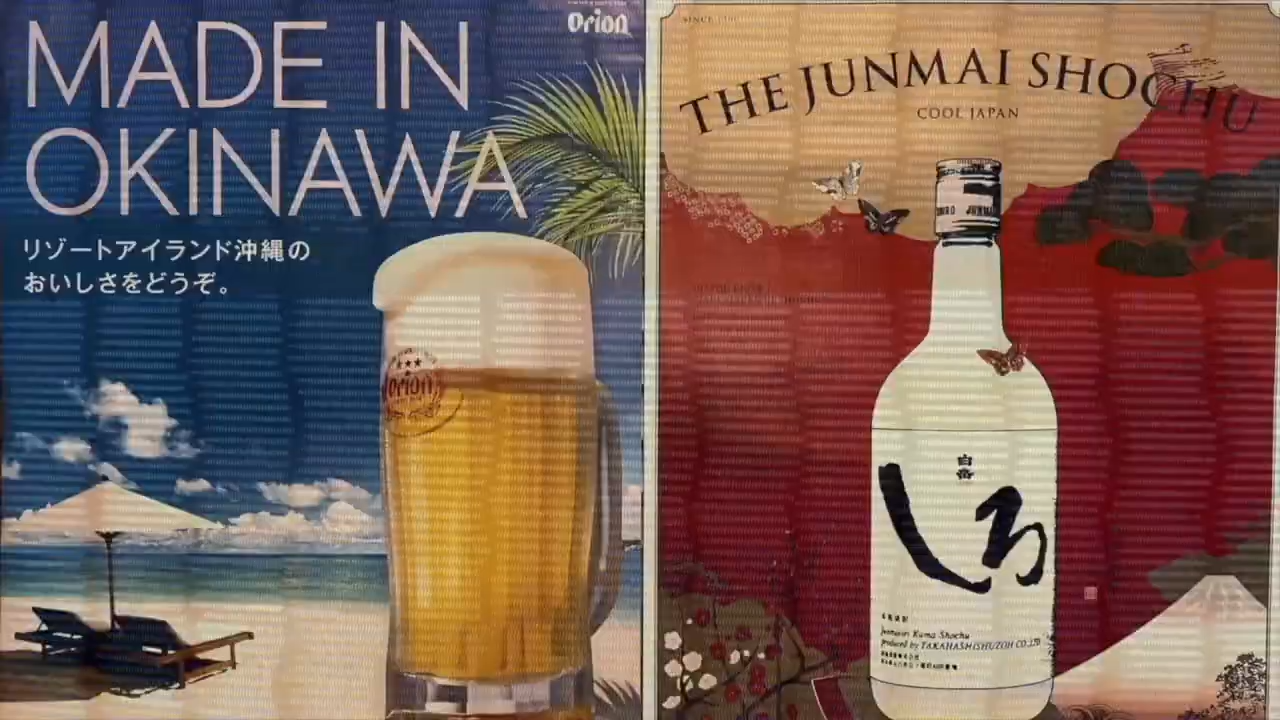 MADE IN
OKINAWA
リゾートアイランド沖縄の
おいしさをどうぞ。
Orion
Orion
SINCE
THE JUNMAI SHOCHU
COOL JAPAN
白岳
しろ
Junmai Kuma Shochu
produced by TAKAHASHISHUZOH CO.,LTD